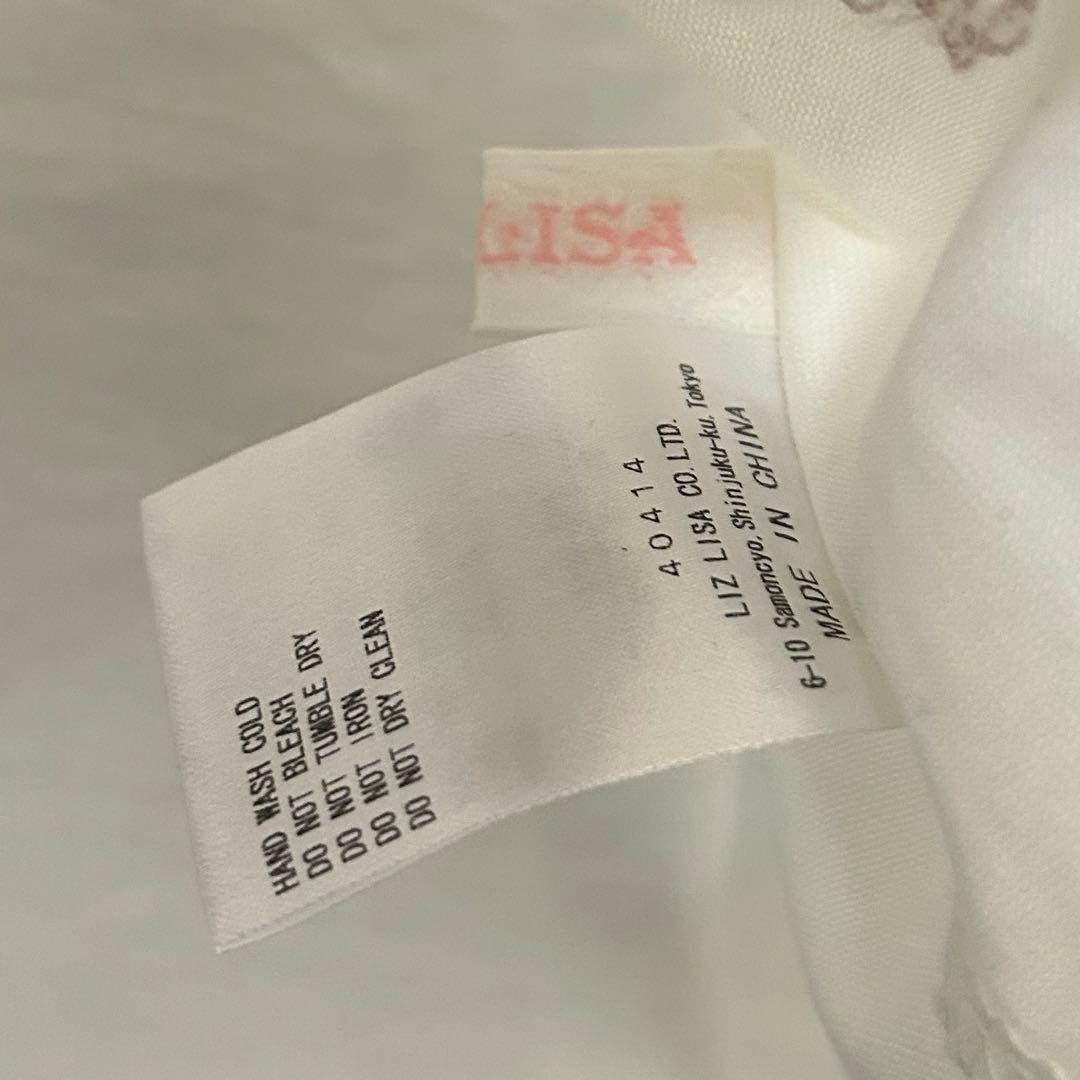 LISA
HAND WASH COLD
DO NOT BLEACH
DO NOT TUMBLE DRY
DO NOT IRON
DO NOT DRY CLEAN
40414
LIZ LISA CO. LTD.
6-10 Samoncyo, Shinjuku-ku, Tokyo
MADE IN CHINA